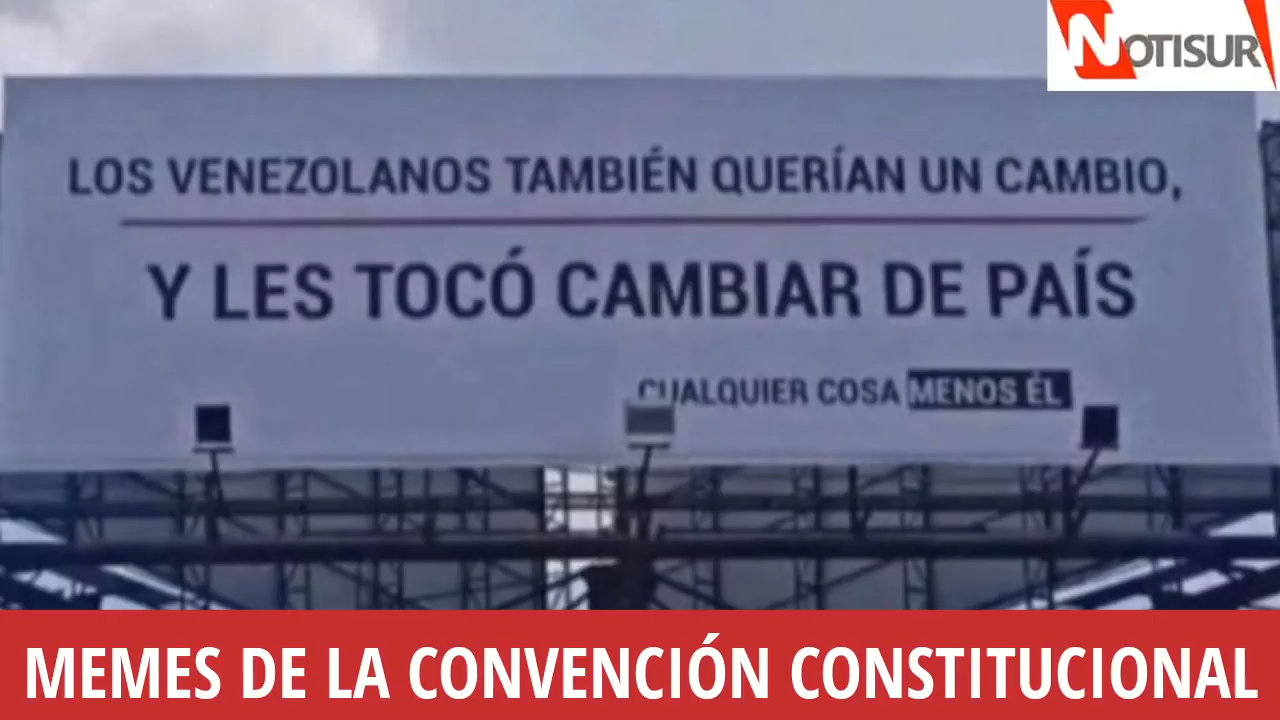 NOTISUR
LOS VENEZOLANOS TAMBIÉN QUERÍAN UN CAMBIO,
Y LES TOCÓ CAMBIAR DE PAÍS
CUALQUIER COSA MENOS ÉL
MEMES DE LA CONVENCIÓN CONSTITUCIONAL